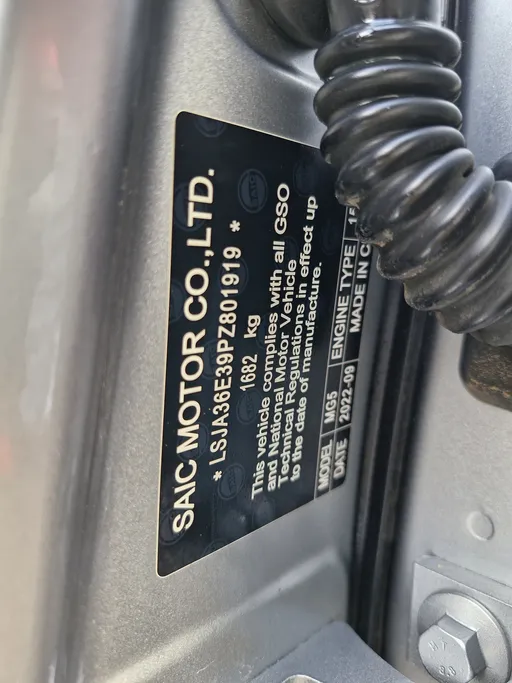 SAIC MOTOR CO.,LTD.
* LSJA36E39PZ801919 *
1682 kg
This vehicle complies with all GSO
and National Motor Vehicle
Technical Regulations in effect up
to the date of manufacture.
MODEL MG5 ENGINE TYPE 15
DATE 2022-09 MADE IN C